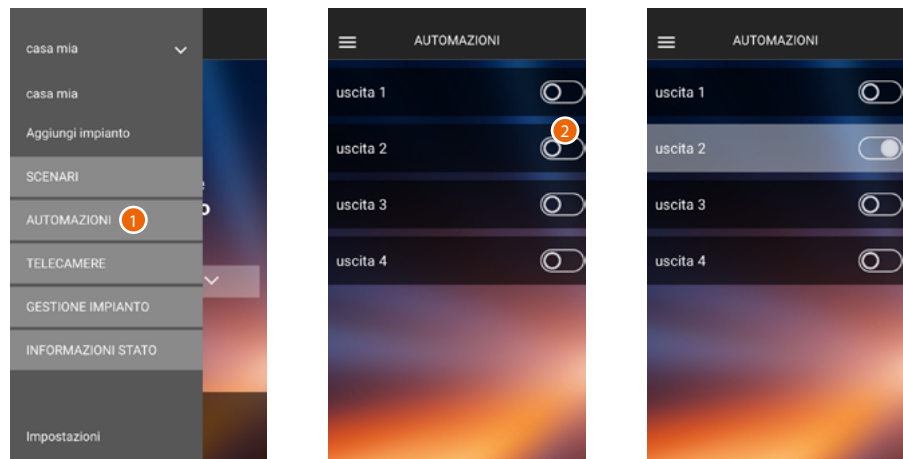 casa mia
casa mia
Aggiungi impianto
SCENARI
AUTOMAZIONI 1
TELECAMERE
GESTIONE IMPIANTO
INFORMAZIONI STATO
Impostazioni
AUTOMAZIONI
uscita 1
2
uscita 2
uscita 3
uscita 4
AUTOMAZIONI
uscita 1
uscita 2
uscita 3
uscita 4